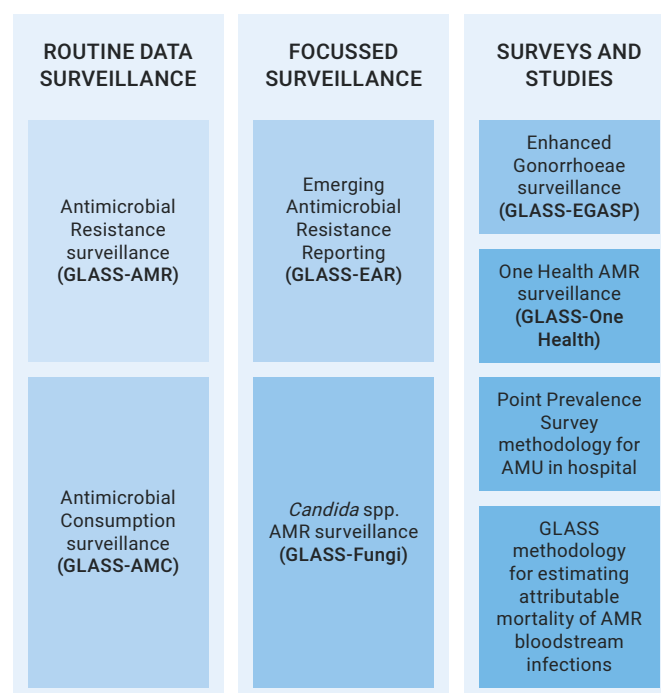 ROUTINE DATA
SURVEILLANCE
Antimicrobial
Resistance
surveillance
(GLASS-AMR)
Antimicrobial
Consumption
surveillance
(GLASS-AMC)
FOCUSSED
SURVEILLANCE
Emerging
Antimicrobial
Resistance
Reporting
(GLASS-EAR)
Candida spp.
AMR surveillance
(GLASS-Fungi)
SURVEYS AND
STUDIES
Enhanced
Gonorrhoeae
surveillance
(GLASS-EGASP)
One Health AMR
surveillance
(GLASS-One
Health)
Point Prevalence
Survey
methodology for
AMU in hospital
GLASS
methodology
for estimating
attributable
mortality of AMR
bloodstream
infections